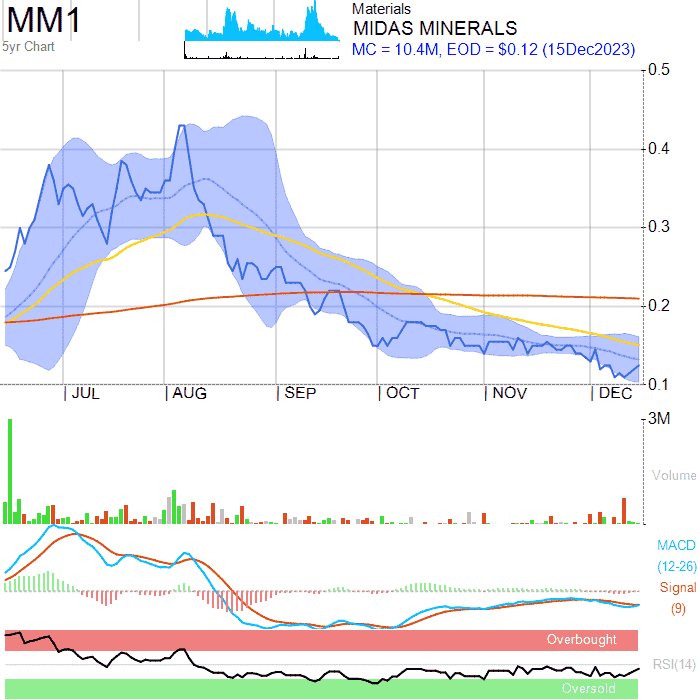 MM1
5yr Chart
Materials
MIDAS MINERALS
MC = 10.4M, EOD = $0.12 (15Dec2023)
0.5
0.4
0.3
0.2
0.1
JUL AUG SEP OCT NOV DEC
3M
Volume
MACD
(12-26)
Signal
(9)
Overbought
RSI(14)
Oversold